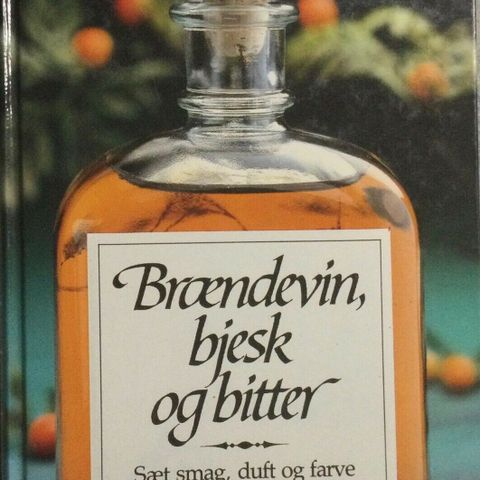 Brændevin,
bjesk
og bitter
Sæt smag, duft og farve